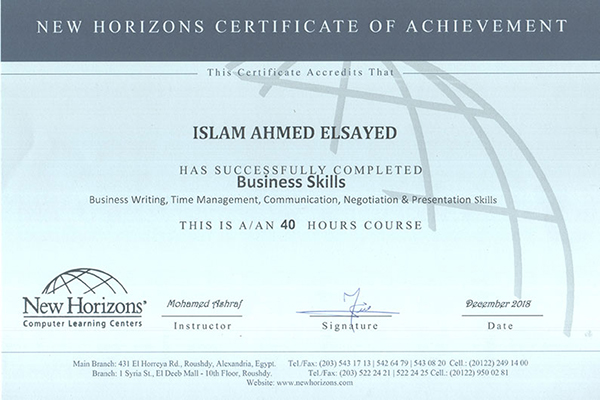 NEW HORIZONS CERTIFICATE OF ACHIEVEMENT
This Certificate Accredits That
ISLAM AHMED ELSAYED
HAS SUCCESSFULLY COMPLETED
Business Skills
Business Writing, Time Management, Communication, Negotiation & Presentation Skills
THIS IS A/AN 40 HOURS COURSE
New Horizons®
Computer Learning Centers
Mohamed Ashraf
Instructor
Signature
December 2018
Date
Main Branch: 431 El Horreya Rd., Roushdy, Alexandria, Egypt. Tel./Fax: (203) 543 17 13 | 542 64 79 | 543 08 20 Cell.: (20122) 249 14 00
Branch: 1 Syria St., El Deeb Mall - 10th Floor, Roushdy. Tel./Fax: (203) 522 24 21 | 522 24 25 Cell.: (20122) 950 02 81
Website: www.newhorizons.com